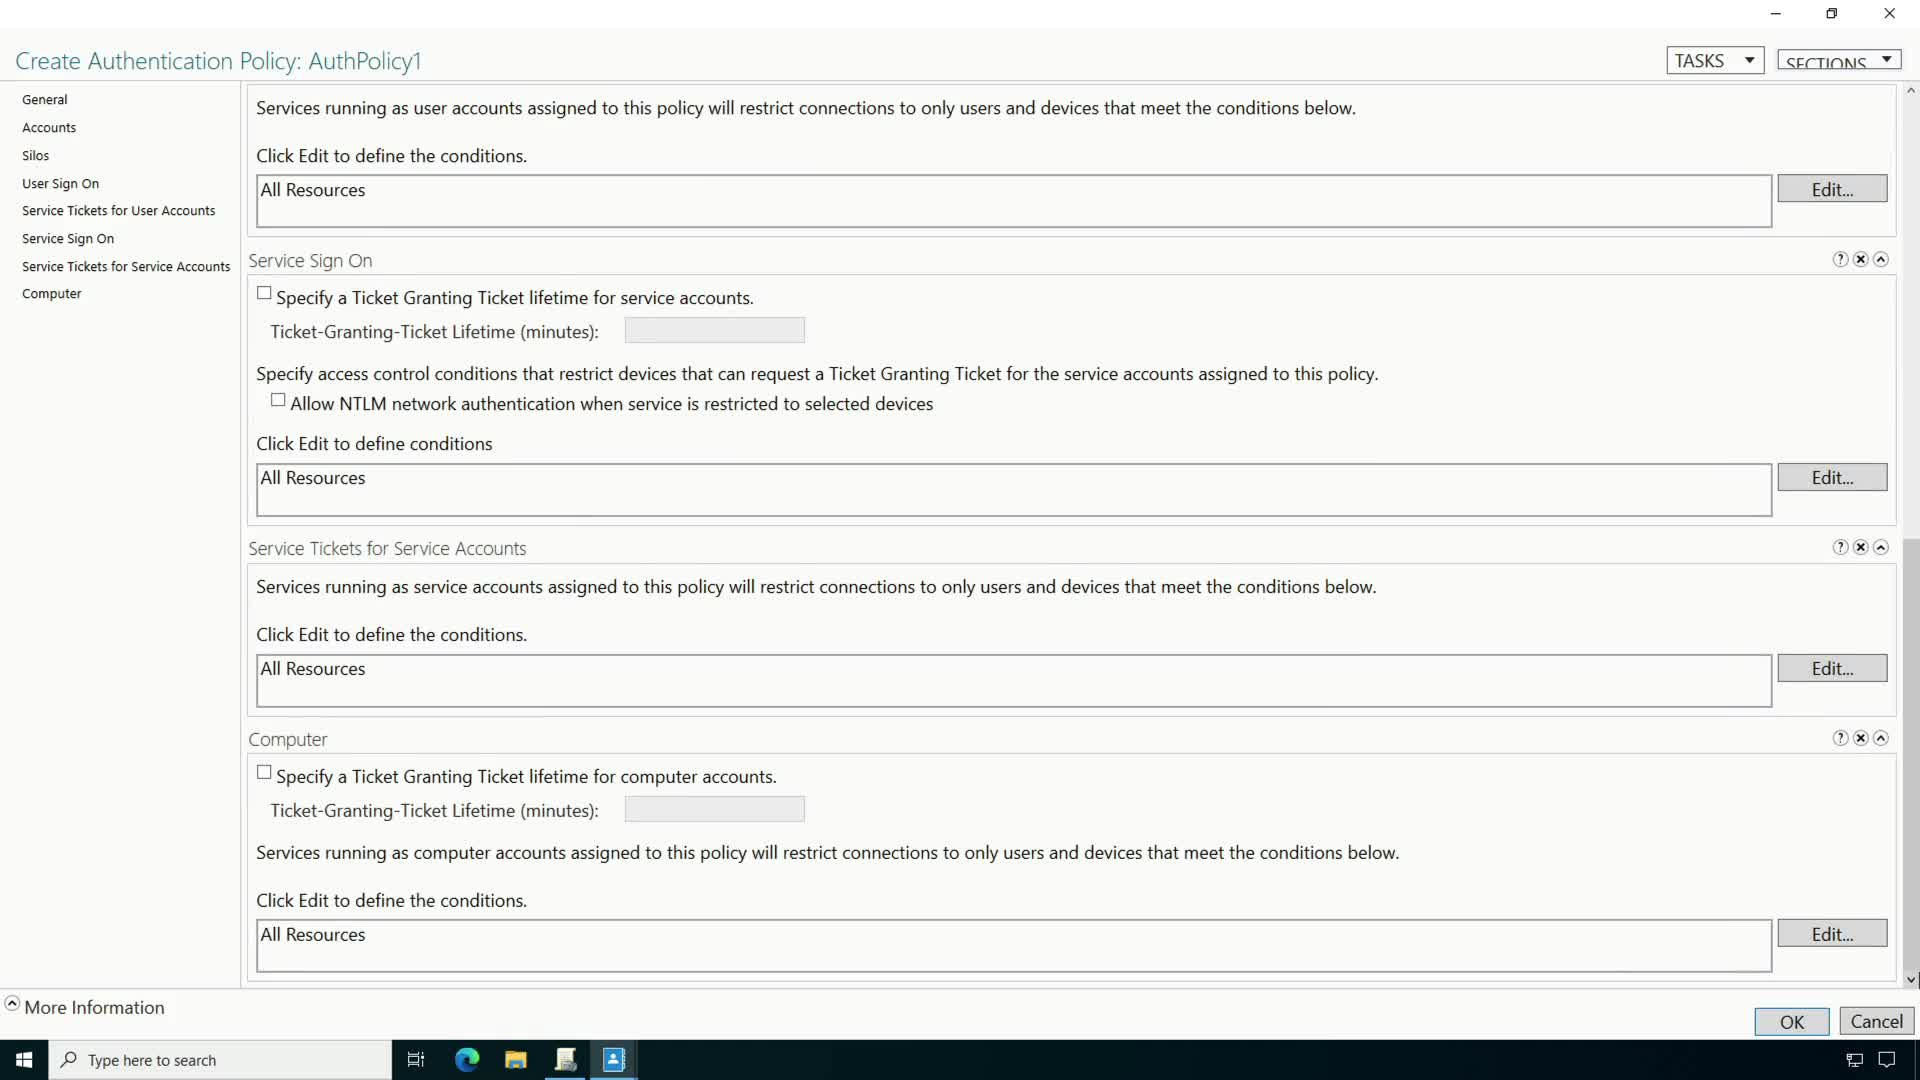 Create Authentication Policy: AuthPolicy1
TASKS
SECTIONS
General
Accounts
Silos
User Sign On
Service Tickets for User Accounts
Service Sign On
Service Tickets for Service Accounts
Computer
Services running as user accounts assigned to this policy will restrict connections to only users and devices that meet the conditions below.
Click Edit to define the conditions.
All Resources
Edit...
Service Sign On
Specify a Ticket Granting Ticket lifetime for service accounts.
Ticket-Granting-Ticket Lifetime (minutes):
Specify access control conditions that restrict devices that can request a Ticket Granting Ticket for the service accounts assigned to this policy.
Allow NTLM network authentication when service is restricted to selected devices
Click Edit to define conditions
All Resources
Edit...
Service Tickets for Service Accounts
Services running as service accounts assigned to this policy will restrict connections to only users and devices that meet the conditions below.
Click Edit to define the conditions.
All Resources
Edit...
Computer
Specify a Ticket Granting Ticket lifetime for computer accounts.
Ticket-Granting-Ticket Lifetime (minutes):
Services running as computer accounts assigned to this policy will restrict connections to only users and devices that meet the conditions below.
Click Edit to define the conditions.
All Resources
Edit...
More Information
OK
Cancel
Type here to search